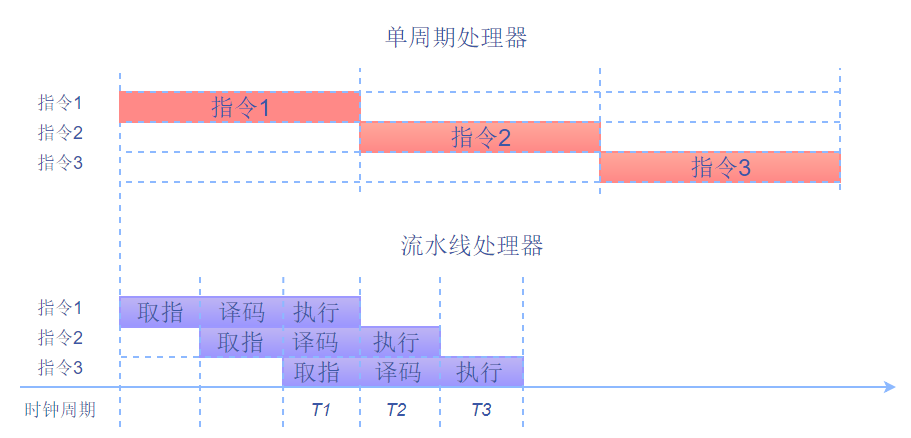 单周期处理器
指令1 指令1
指令2 指令2
指令3 指令3
流水线处理器
指令1 取指 译码 执行
指令2 取指 译码 执行
指令3 取指 译码 执行
时钟周期 T1 T2 T3